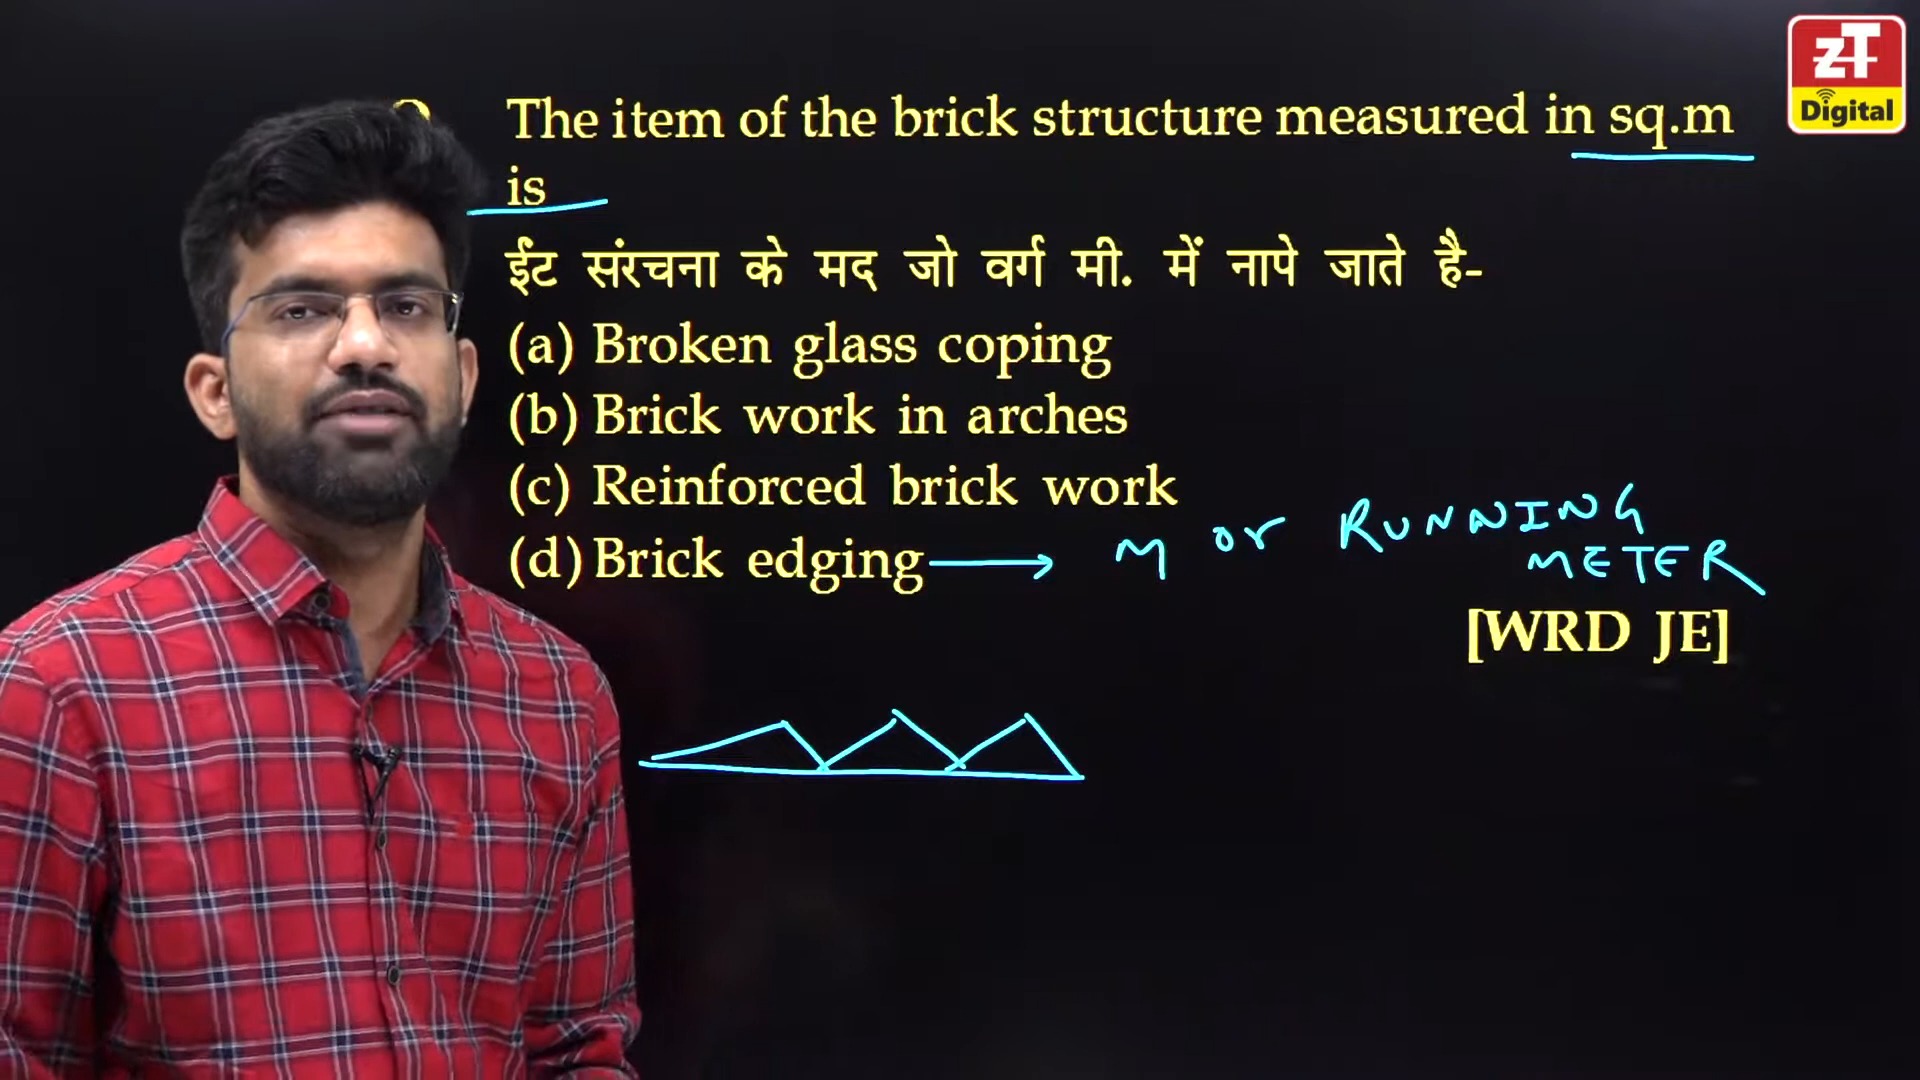 zT
Digital
The item of the brick structure measured in sq.m
is
ईंट संरचना के मद जो वर्ग मी. में नापे जाते है-
(a) Broken glass coping
(b) Brick work in arches
(c) Reinforced brick work
(d) Brick edging → M or RUNNING
METER
[WRD JE]